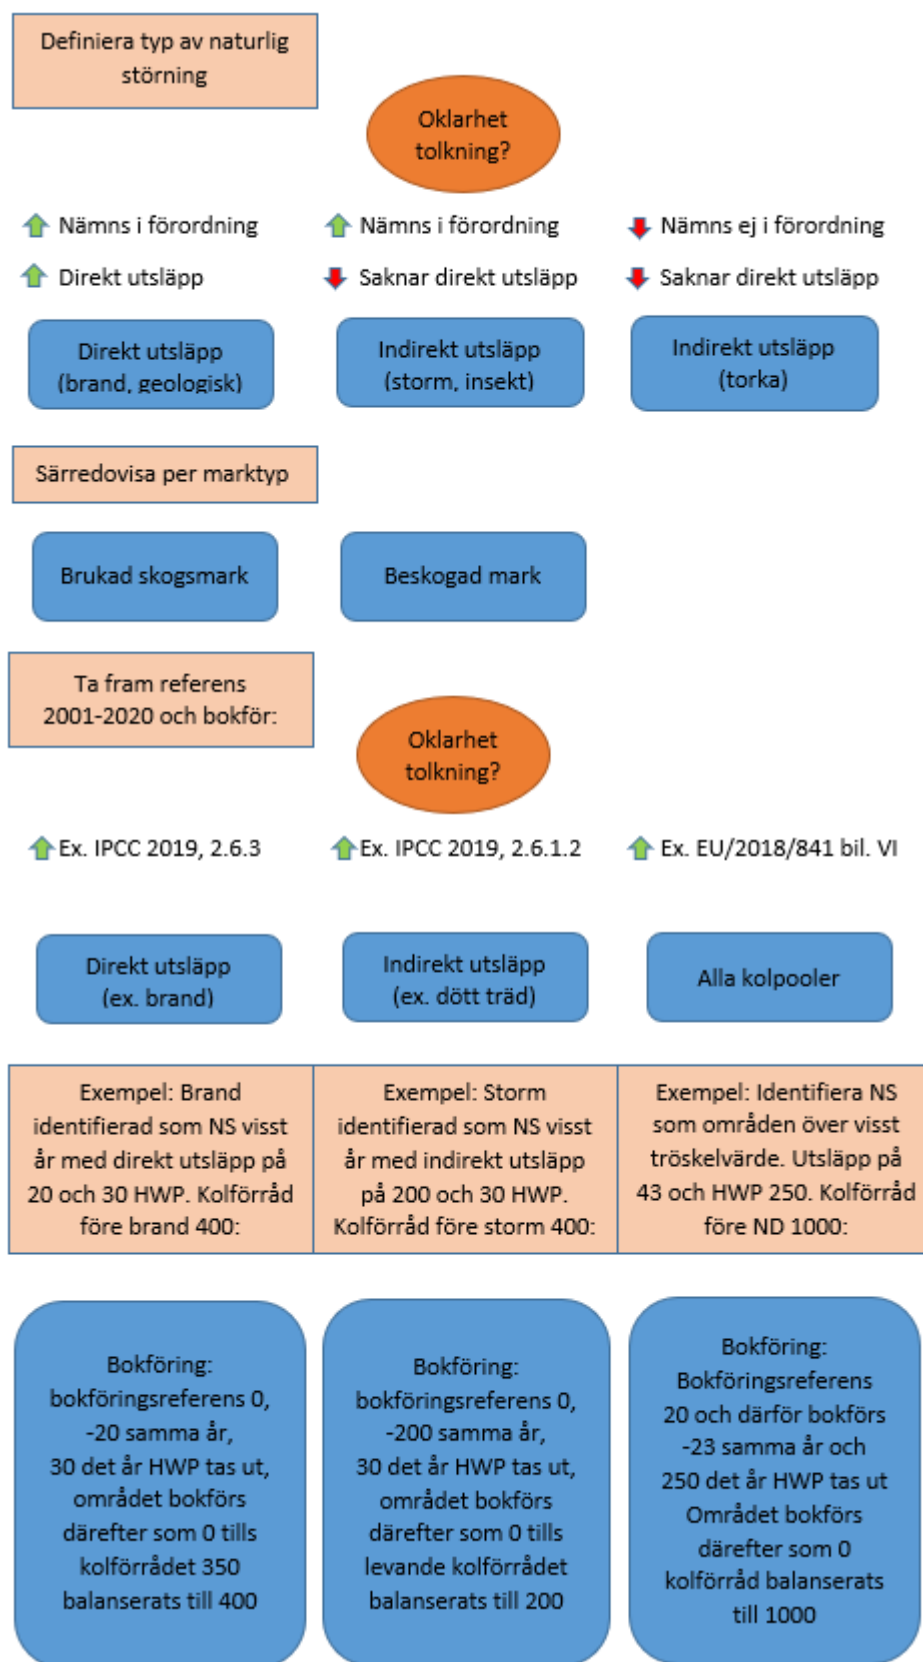 Definiera typ av naturlig
störning
Oklarhet
tolkning?
Nämns i förordning
Nämns i förordning
Nämns ej i förordning
Direkt utsläpp
Saknar direkt utsläpp
Saknar direkt utsläpp
Direkt utsläpp
(brand, geologisk)
Indirekt utsläpp
(storm, insekt)
Indirekt utsläpp
(torka)
Särredovisa per marktyp
Brukad skogsmark
Beskogad mark
Ta fram referens
2001-2020 och bokför:
Oklarhet
tolkning?
Ex. IPCC 2019, 2.6.3
Ex. IPCC 2019, 2.6.1.2
Ex. EU/2018/841 bil. VI
Direkt utsläpp
(ex. brand)
Indirekt utsläpp
(ex. dött träd)
Alla kolpooler
Exempel: Brand
identifierad som NS visst
år med direkt utsläpp på
20 och 30 HWP. Kolförråd
före brand 400:
Exempel: Storm
identifierad som NS visst
år med indirekt utsläpp
på 200 och 30 HWP.
Kolförråd före storm 400:
Exempel: Identifiera NS
som områden över visst
tröskelvärde. Utsläpp på
43 och HWP 250. Kolförråd
före ND 1000:
Bokföring:
bokföringsreferens 0,
-20 samma år,
30 det år HWP tas ut,
området bokförs
därefter som 0 tills
kolförrådet 350
balanserats till 400
Bokföring:
bokföringsreferens 0,
-200 samma år,
30 det år HWP tas ut,
området bokförs
därefter som 0 tills
levande kolförrådet
balanserats till 200
Bokföring:
Bokföringsreferens
20 och därför bokförs
-23 samma år och
250 det år HWP tas ut
Området bokförs
därefter som 0
kolförråd balanserats
till 1000